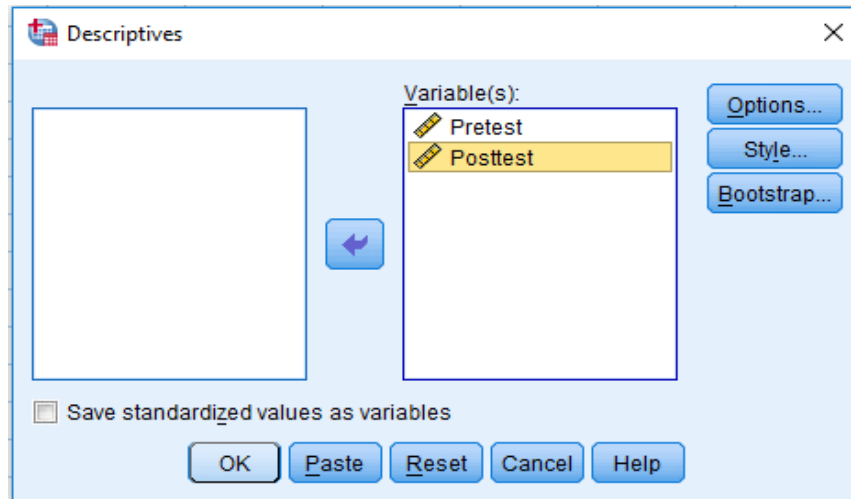 Descriptives
Variable(s):
Pretest
Posttest
Options...
Style...
Bootstrap...
Save standardized values as variables
OK
Paste
Reset
Cancel
Help